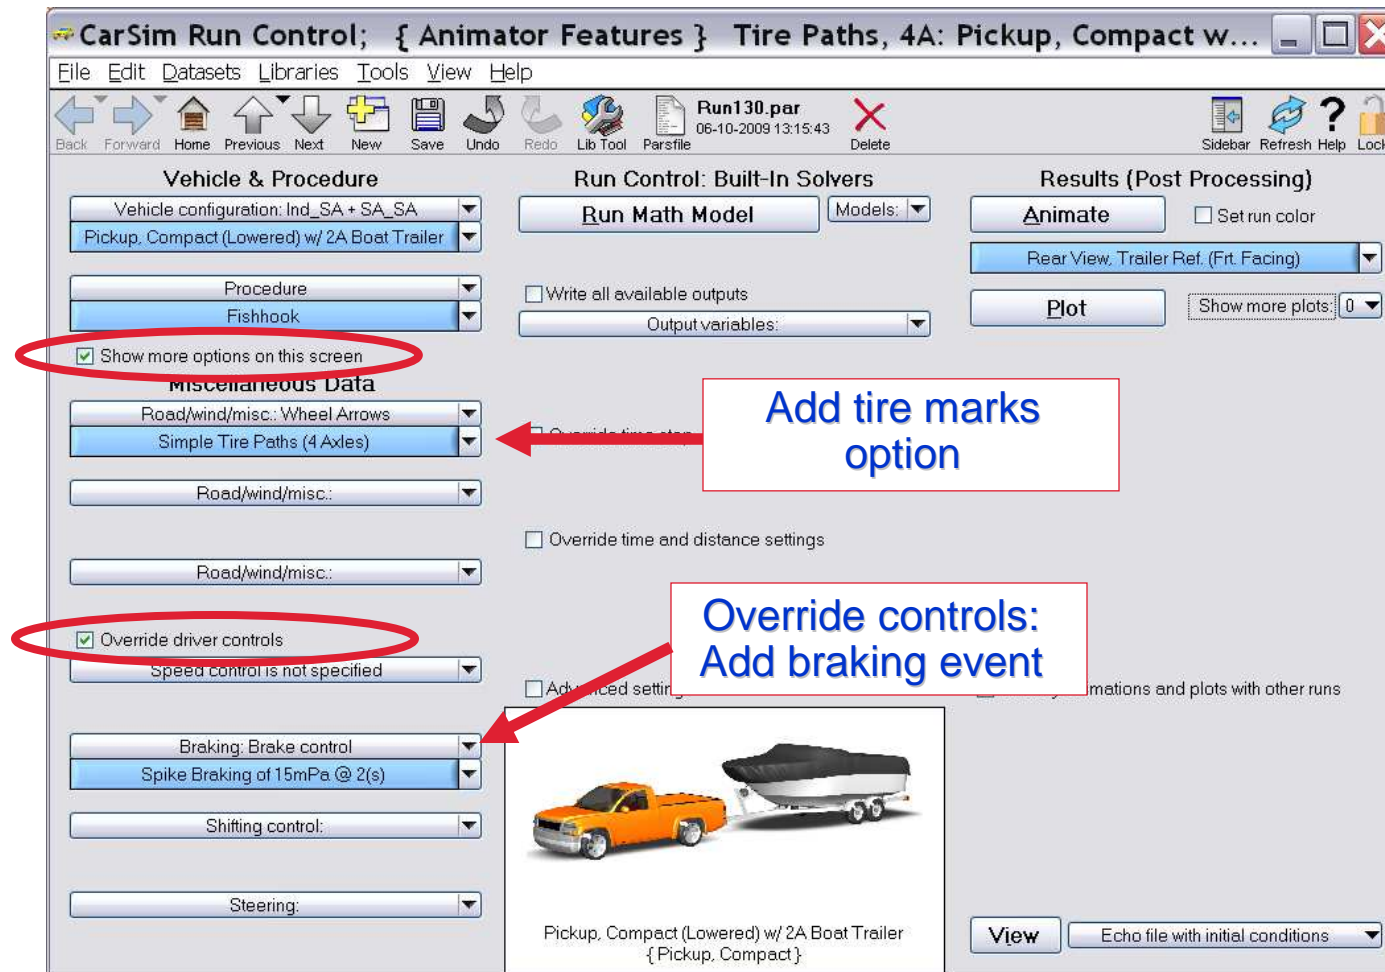 CarSim Run Control; { Animator Features } Tire Paths, 4A: Pickup, Compact w...
File Edit Datasets Libraries Tools View Help
Back Forward Home Previous Next New Save Undo Redo Lib Tool Parsfile
Run130.par
06-10-2009 13:15:43
Delete
Sidebar Refresh Help Lock
Vehicle & Procedure
Vehicle configuration: Ind_SA + SA_SA
Pickup, Compact (Lowered) w/ 2A Boat Trailer
Procedure
Fishhook
Show more options on this screen
Miscellaneous Data
Road/wind/misc.: Wheel Arrows
Simple Tire Paths (4 Axles)
Road/wind/misc.:
Road/wind/misc.:
Override driver controls
Speed control is not specified
Braking: Brake control
Spike Braking of 15mPa @ 2(s)
Shifting control:
Steering:
Run Control: Built-In Solvers
Run Math Model
Models:
Write all available outputs
Output variables:
Override time step
Add tire marks
option
Override time and distance settings
Override controls:
Add braking event
Advanced setting
Pickup, Compact (Lowered) w/ 2A Boat Trailer
{ Pickup, Compact }
Results (Post Processing)
Animate
Set run color
Rear View, Trailer Ref. (Frt. Facing)
Plot
Show more plots: 0
mations and plots with other runs
View
Echo file with initial conditions